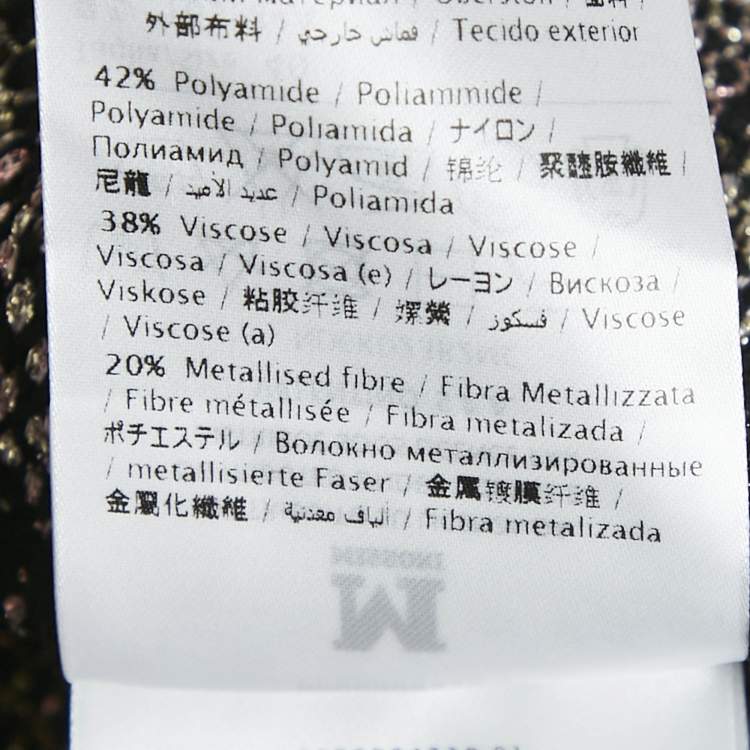 материал / Oberstoff / 面料 /
外部布料 / قماش خارجي / Tecido exterior
42% Polyamide / Poliammide /
Polyamide / Poliamida / ナイロン /
Полиамид / Polyamid / 锦纶 / 聚醯胺纖維 /
尼龍 / عديد الأميد / Poliamida
38% Viscose / Viscosa / Viscose /
Viscosa / Viscosa (e) / レーヨン / Вискоза /
Viskose / 粘胶纤维 / 嫘縈 / فسكوز / Viscose
/ Viscose (a)
20% Metallised fibre / Fibra Metallizzata
/ Fibre métallisée / Fibra metalizada /
ポチエステル / Волокно металлизированные
/ metallisierte Faser / 金属镀膜纤维 /
金屬化纖維 / ألياف معدنية / Fibra metalizada